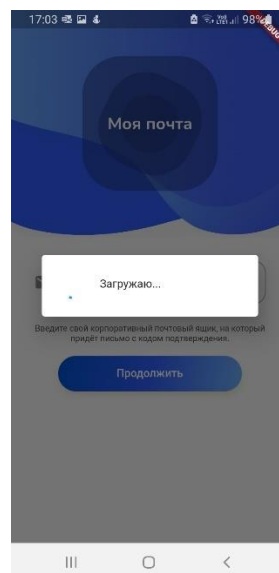 17:03
98%
Моя почта
Загружаю...
Введите свой корпоративный почтовый ящик, на который
придёт письмо с кодом подтверждения.
Продолжить